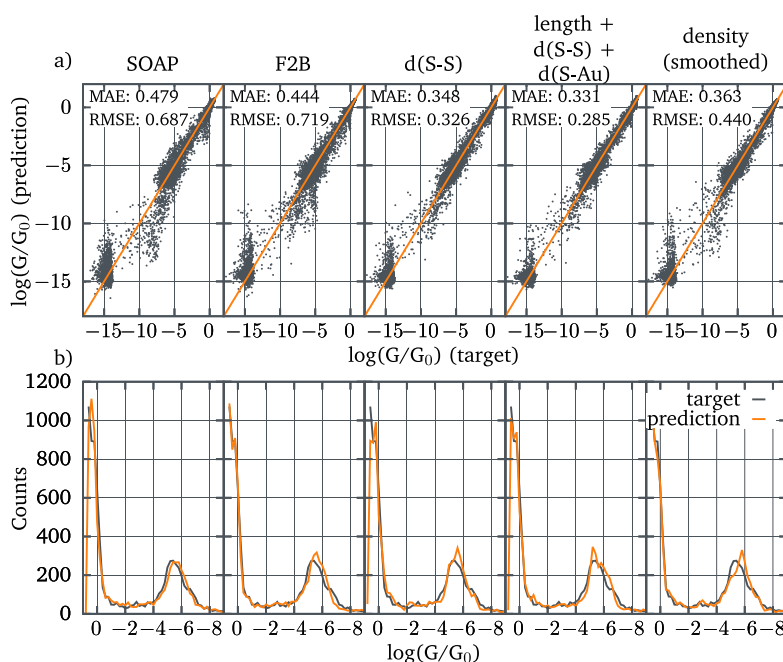 a)
SOAP
F2B
d(S-S)
length +
d(S-S) +
d(S-Au)
density
(smoothed)
MAE: 0.479
RMSE: 0.687
MAE: 0.444
RMSE: 0.719
MAE: 0.348
RMSE: 0.326
MAE: 0.331
RMSE: 0.285
MAE: 0.363
RMSE: 0.440
log(G/G₀) (prediction)
0
−5
−10
−15
−15 −10 −5 0
−15 −10 −5 0
−15 −10 −5 0
−15 −10 −5 0
−15 −10 −5 0
log(G/G₀) (target)
b)
target
prediction
Counts
1200
1000
800
600
400
200
0
0 −2 −4 −6 −8
0 −2 −4 −6 −8
0 −2 −4 −6 −8
0 −2 −4 −6 −8
0 −2 −4 −6 −8
log(G/G₀)